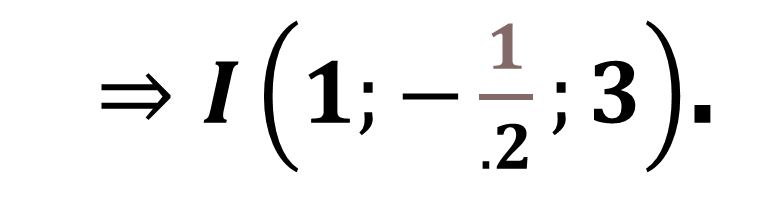 ⇒ I (1; − 1/.2 ; 3).